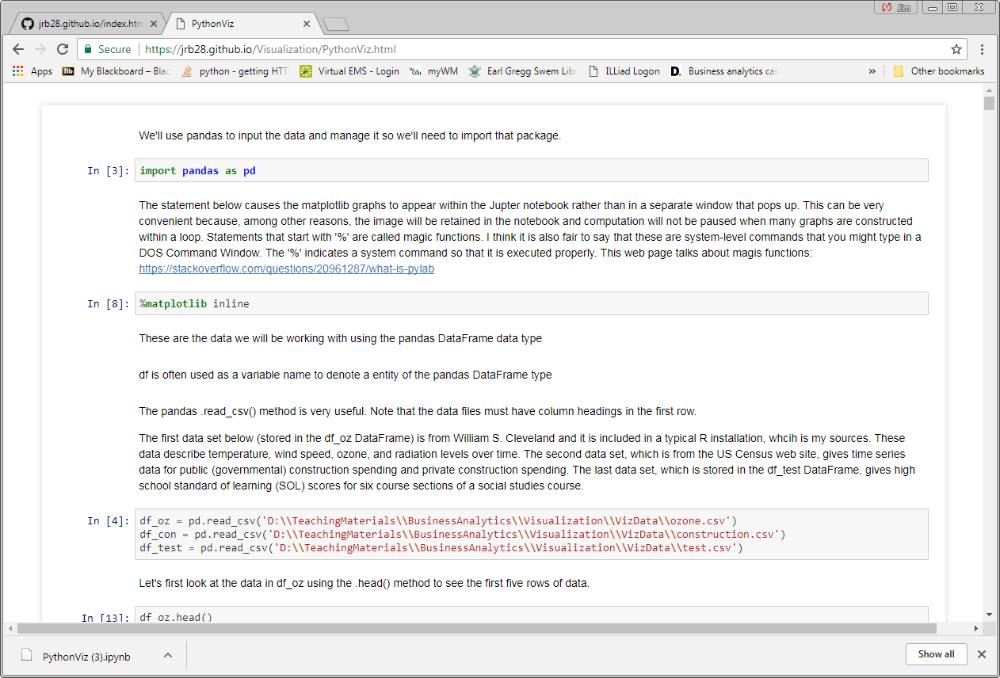 Jim
jrb28.github.io/index.htm
PythonViz
Secure
https://jrb28.github.io/Visualization/PythonViz.html
Apps
Bb
My Blackboard – Blac
python - getting HTT
Virtual EMS - Login
myWM
Earl Gregg Swem Lib
ILLiad Logon
D.
Business analytics cas
»
Other bookmarks
We'll use pandas to input the data and manage it so we'll need to import that package.
In [3]:
import pandas as pd
The statement below causes the matplotlib graphs to appear within the Jupter notebook rather than in a separate window that pops up. This can be very
convenient because, among other reasons, the image will be retained in the notebook and computation will not be paused when many graphs are constructed
within a loop. Statements that start with '%' are called magic functions. I think it is also fair to say that these are system-level commands that you might type in a
DOS Command Window. The '%' indicates a system command so that it is executed properly. This web page talks about magis functions:
https://stackoverflow.com/questions/20961287/what-is-pylab
In [8]:
%matplotlib inline
These are the data we will be working with using the pandas DataFrame data type
df is often used as a variable name to denote a entity of the pandas DataFrame type
The pandas .read_csv() method is very useful. Note that the data files must have column headings in the first row.
The first data set below (stored in the df_oz DataFrame) is from William S. Cleveland and it is included in a typical R installation, whcih is my sources. These
data describe temperature, wind speed, ozone, and radiation levels over time. The second data set, which is from the US Census web site, gives time series
data for public (governmental) construction spending and private construction spending. The last data set, which is stored in the df_test DataFrame, gives high
school standard of learning (SOL) scores for six course sections of a social studies course.
In [4]:
df_oz = pd.read_csv('D:\\TeachingMaterials\\BusinessAnalytics\\Visualization\\VizData\\ozone.csv')
df_con = pd.read_csv('D:\\TeachingMaterials\\BusinessAnalytics\\Visualization\\VizData\\construction.csv')
df_test = pd.read_csv('D:\\TeachingMaterials\\BusinessAnalytics\\Visualization\\VizData\\test.csv')
Let's first look at the data in df_oz using the .head() method to see the first five rows of data.
In [13]:
df_oz.head()
PythonViz (3).ipynb
Show all